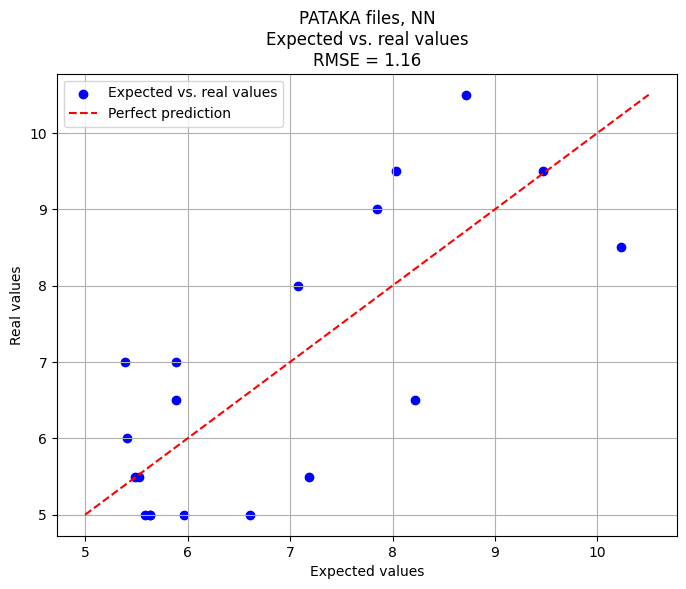 PATAKA files, NN
Expected vs. real values
RMSE = 1.16
Expected vs. real values
Perfect prediction
Real values
10
9
8
7
6
5
5 6 7 8 9 10
Expected values